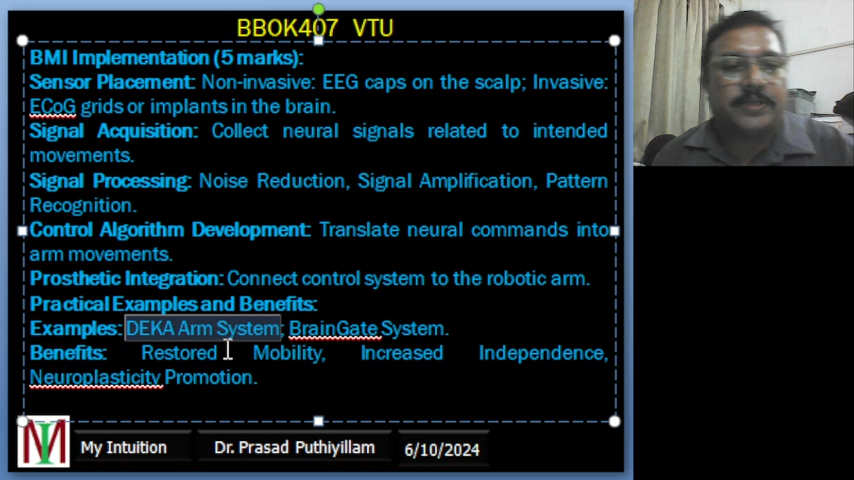 BBOK407 VTU
BMI Implementation (5 marks):
Sensor Placement: Non-invasive: EEG caps on the scalp; Invasive:
ECoG grids or implants in the brain.
Signal Acquisition: Collect neural signals related to intended
movements.
Signal Processing: Noise Reduction, Signal Amplification, Pattern
Recognition.
Control Algorithm Development: Translate neural commands into
arm movements.
Prosthetic Integration: Connect control system to the robotic arm.
Practical Examples and Benefits:
Examples: DEKA Arm System; BrainGate System.
Benefits: Restored Mobility, Increased Independence,
Neuroplasticity Promotion.
MI My Intuition Dr. Prasad Puthiyillam 6/10/2024